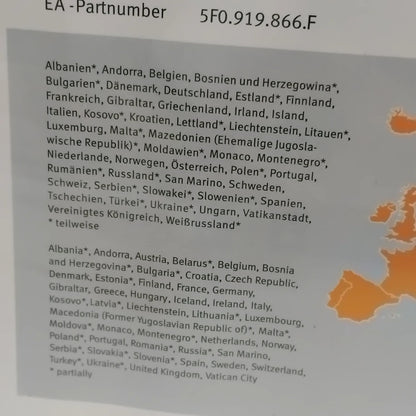 EA-Partnumber 5F0.919.866.F
Albanien*, Andorra, Belgien, Bosnien und Herzegowina*,
Bulgarien*, Dänemark, Deutschland, Estland*, Finnland,
Frankreich, Gibraltar, Griechenland, Irland, Island,
Italien, Kosovo*, Kroatien, Lettland*, Liechtenstein, Litauen*,
Luxemburg, Malta*, Mazedonien (Ehemalige Jugosla-
wische Republik)*, Moldawien*, Monaco, Montenegro*,
Niederlande, Norwegen, Österreich, Polen*, Portugal,
Rumänien*, Russland*, San Marino, Schweden,
Schweiz, Serbien*, Slowakei*, Slowenien*, Spanien,
Tschechien, Türkei*, Ukraine*, Ungarn, Vatikanstadt,
Vereinigtes Königreich, Weißrussland*
* teilweise
Albania*, Andorra, Austria, Belarus*, Belgium, Bosnia
and Herzegovina*, Bulgaria*, Croatia, Czech Republic,
Denmark, Estonia*, Finland, France, Germany,
Gibraltar, Greece, Hungary, Iceland, Ireland, Italy,
Kosovo*, Latvia*, Liechtenstein, Lithuania*, Luxembourg,
Macedonia (Former Yugoslavian Republic of)*, Malta*,
Moldova*, Monaco, Montenegro*, Netherlands, Norway,
Poland*, Portugal, Romania*, Russia*, San Marino,
Serbia*, Slovakia*, Slovenia*, Spain, Sweden, Switzerland,
Turkey*, Ukraine*, United Kingdom, Vatican City
* partially